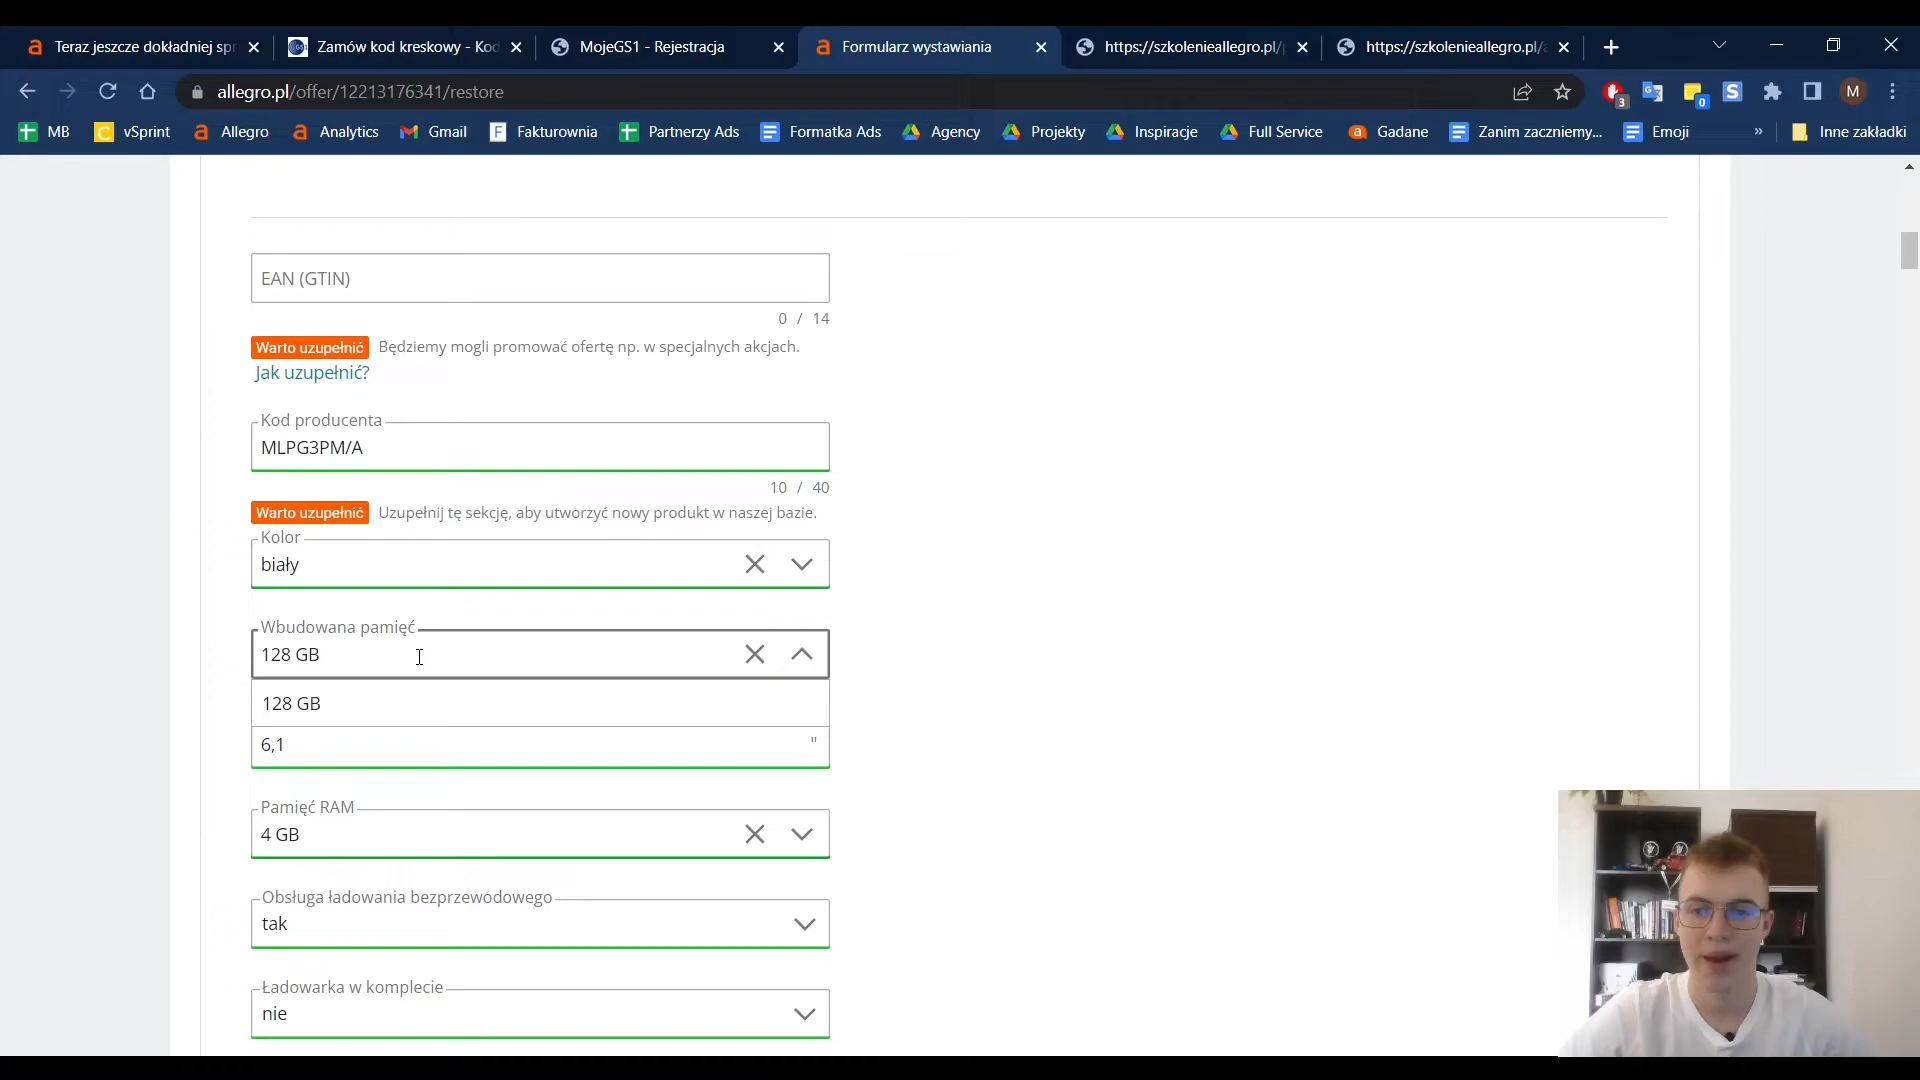 Teraz jeszcze dokładniej spr
Zamów kod kreskowy - Kod
MojeGS1 - Rejestracja
Formularz wystawiania
https://szkolenieallegro.pl/
https://szkolenieallegro.pl/
allegro.pl/offer/12213176341/restore
3
0
M
MB
vSprint
Allegro
Analytics
Gmail
Fakturownia
Partnerzy Ads
Formatka Ads
Agency
Projekty
Inspiracje
Full Service
Gadane
Zanim zaczniemy...
Emoji
»
Inne zakładki
EAN (GTIN)
0 / 14
Warto uzupełnić Będziemy mogli promować ofertę np. w specjalnych akcjach.
Jak uzupełnić?
Kod producenta
MLPG3PM/A
10 / 40
Warto uzupełnić Uzupełnij tę sekcję, aby utworzyć nowy produkt w naszej bazie.
Kolor
biały
Wbudowana pamięć
128 GB
128 GB
6,1 "
Pamięć RAM
4 GB
Obsługa ładowania bezprzewodowego
tak
Ładowarka w komplecie
nie